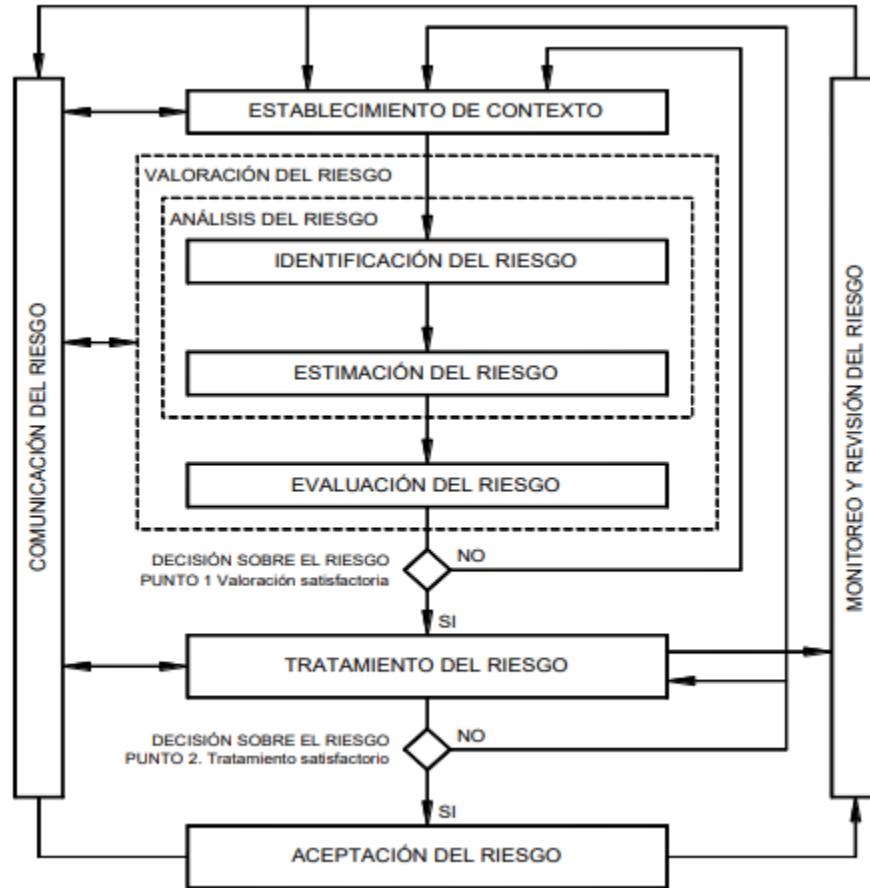 ESTABLECIMIENTO DE CONTEXTO
VALORACIÓN DEL RIESGO
ANÁLISIS DEL RIESGO
IDENTIFICACIÓN DEL RIESGO
ESTIMACIÓN DEL RIESGO
EVALUACIÓN DEL RIESGO
COMUNICACIÓN DEL RIESGO
MONITOREO Y REVISIÓN DEL RIESGO
DECISIÓN SOBRE EL RIESGO
PUNTO 1 Valoración satisfactoria
NO
SI
TRATAMIENTO DEL RIESGO
DECISIÓN SOBRE EL RIESGO
PUNTO 2. Tratamiento satisfactorio
NO
SI
ACEPTACIÓN DEL RIESGO